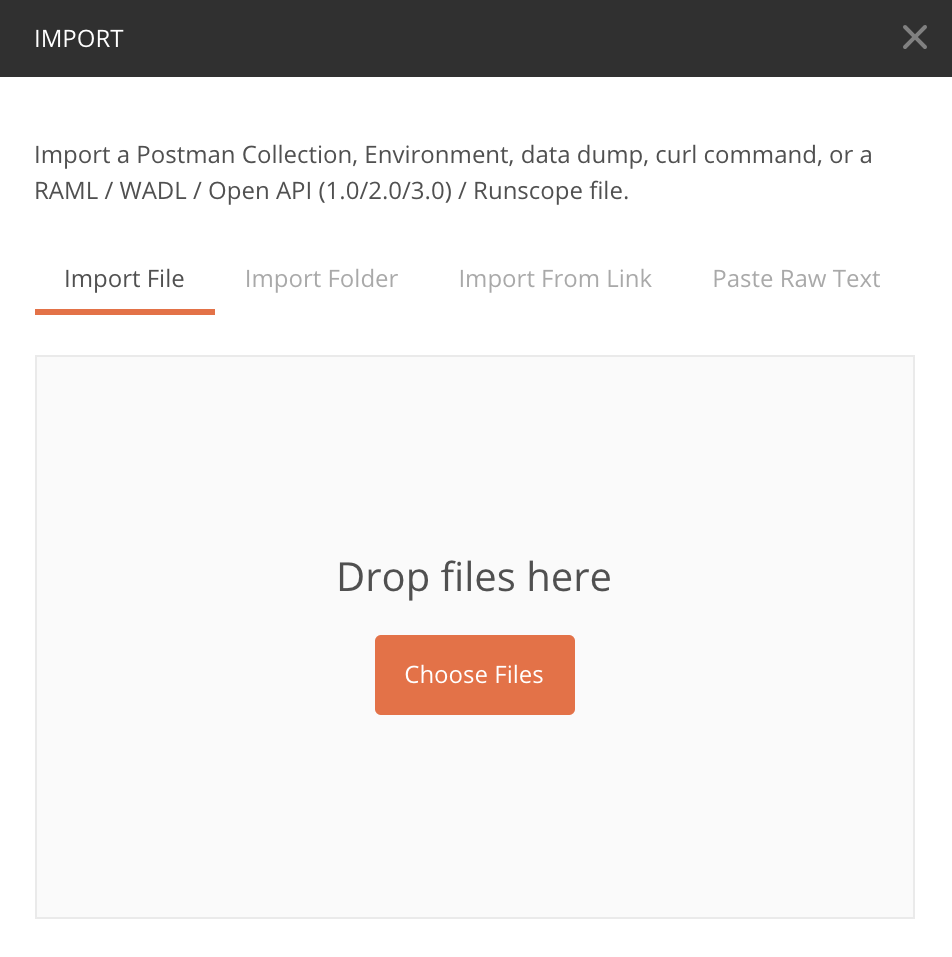 IMPORT
Import a Postman Collection, Environment, data dump, curl command, or a
RAML / WADL / Open API (1.0/2.0/3.0) / Runscope file.
Import File Import Folder Import From Link Paste Raw Text
Drop files here
Choose Files